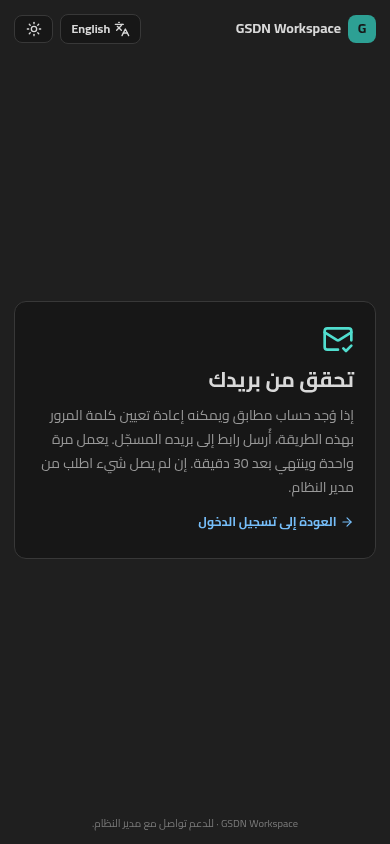 G GSDN Workspace
English
تحقق من بريدك
إذا وُجد حساب مطابق ويمكنه إعادة تعيين كلمة المرور
بهذه الطريقة، أُرسل رابط إلى بريده المسجّل. يعمل مرة
واحدة وينتهي بعد 30 دقيقة. إن لم يصل شيء اطلب من
مدير النظام.
العودة إلى تسجيل الدخول
GSDN Workspace · للدعم تواصل مع مدير النظام.